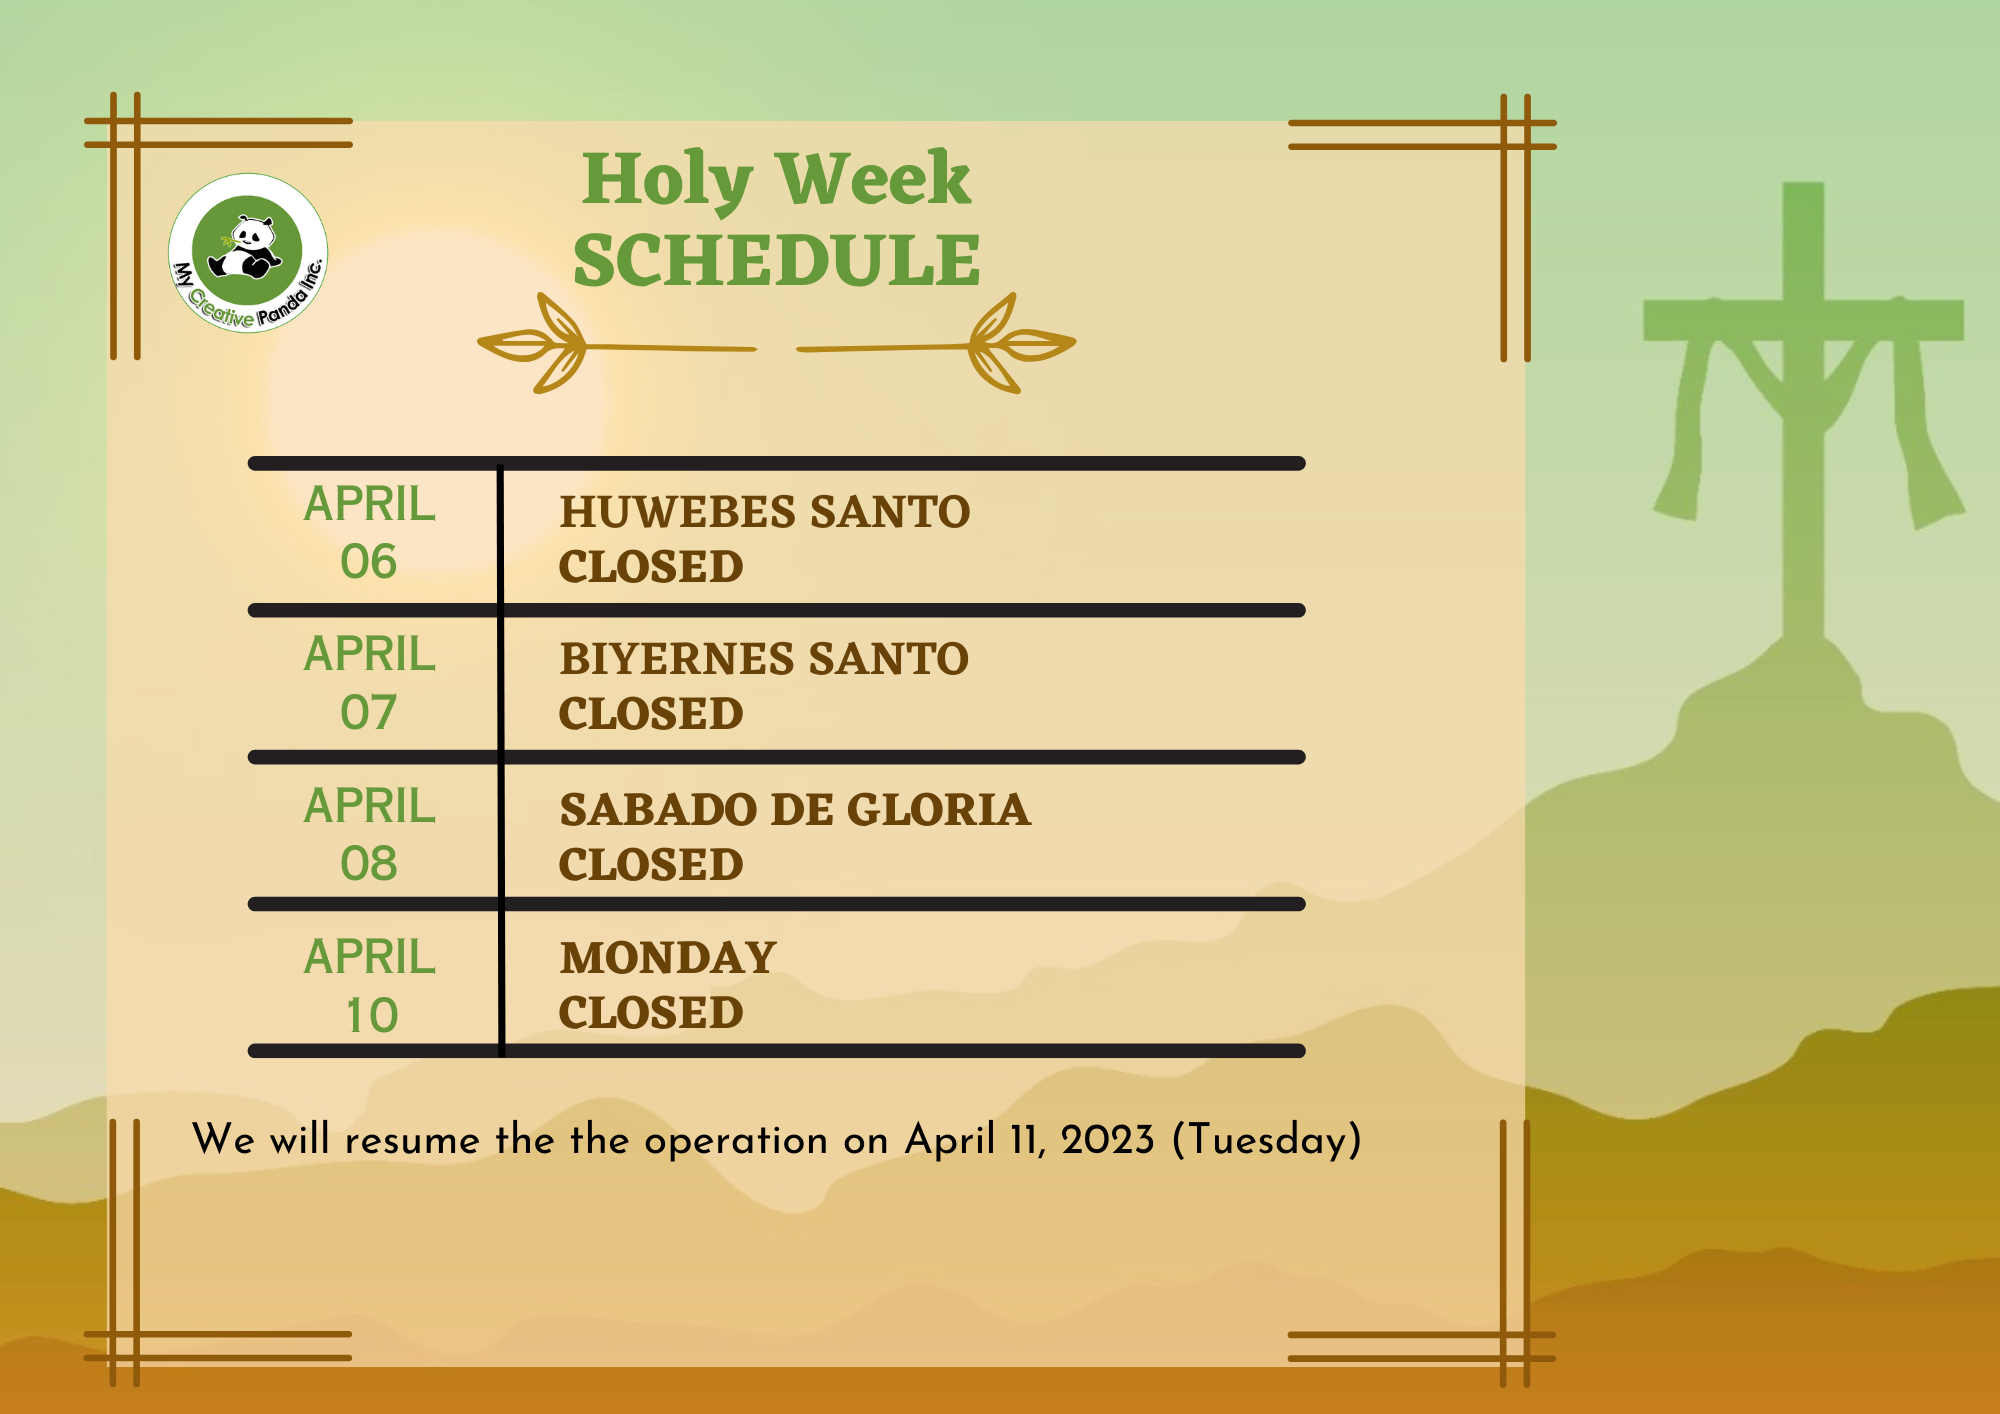 Holy Week
SCHEDULE
My Creative Panda Inc.
APRIL
06
HUWEBES SANTO
CLOSED
APRIL
07
BIYERNES SANTO
CLOSED
APRIL
08
SABADO DE GLORIA
CLOSED
APRIL
10
MONDAY
CLOSED
We will resume the the operation on April 11, 2023 (Tuesday)